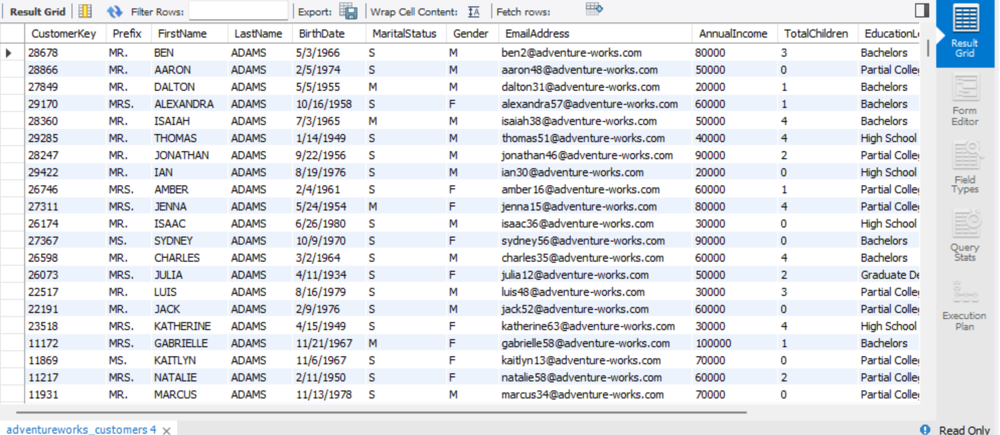 Result Grid Filter Rows: Export: Wrap Cell Content: Fetch rows:
CustomerKey Prefix FirstName LastName BirthDate MaritalStatus Gender EmailAddress AnnualIncome TotalChildren EducationLe
28678 MR. BEN ADAMS 5/3/1966 S M ben2@adventure-works.com 80000 3 Bachelors
28866 MR. AARON ADAMS 2/5/1974 S M aaron48@adventure-works.com 50000 0 Partial Colleg
27849 MR. DALTON ADAMS 5/5/1955 M M dalton31@adventure-works.com 20000 1 Bachelors
29170 MRS. ALEXANDRA ADAMS 10/16/1958 S F alexandra57@adventure-works.com 60000 1 Bachelors
28360 MR. ISAIAH ADAMS 7/3/1965 M M isaiah38@adventure-works.com 50000 4 Bachelors
29285 MR. THOMAS ADAMS 1/14/1949 S M thomas51@adventure-works.com 40000 4 High School
28247 MR. JONATHAN ADAMS 9/22/1956 S M jonathan46@adventure-works.com 90000 2 Partial Colleg
29422 MR. IAN ADAMS 8/19/1976 S M ian30@adventure-works.com 20000 0 High School
26746 MRS. AMBER ADAMS 2/4/1961 S F amber16@adventure-works.com 60000 1 Partial Colleg
27311 MRS. JENNA ADAMS 5/24/1954 M F jenna15@adventure-works.com 80000 4 Partial Colleg
26174 MR. ISAAC ADAMS 6/26/1980 S M isaac36@adventure-works.com 30000 0 High School
27367 MS. SYDNEY ADAMS 10/9/1970 S F sydney56@adventure-works.com 90000 0 Bachelors
26598 MR. CHARLES ADAMS 3/2/1964 S M charles35@adventure-works.com 60000 4 Bachelors
26073 MRS. JULIA ADAMS 4/11/1934 S F julia12@adventure-works.com 50000 2 Graduate De
22517 MR. LUIS ADAMS 8/16/1979 S M luis48@adventure-works.com 30000 3 Partial Colleg
22191 MR. JACK ADAMS 2/9/1976 S M jack52@adventure-works.com 60000 0 Partial Colleg
23518 MRS. KATHERINE ADAMS 4/15/1949 S F katherine63@adventure-works.com 30000 4 High School
11172 MRS. GABRIELLE ADAMS 11/21/1967 M F gabrielle58@adventure-works.com 100000 1 Bachelors
11869 MS. KAITLYN ADAMS 11/6/1967 S F kaitlyn13@adventure-works.com 70000 0 Partial Colleg
11217 MRS. NATALIE ADAMS 2/11/1950 S F natalie58@adventure-works.com 60000 2 Partial Colleg
11931 MR. MARCUS ADAMS 11/13/1978 S M marcus34@adventure-works.com 70000 0 Partial Colleg
Result
Grid
Form
Editor
Field
Types
Query
Stats
Execution
Plan
adventureworks_customers 4 Read Only